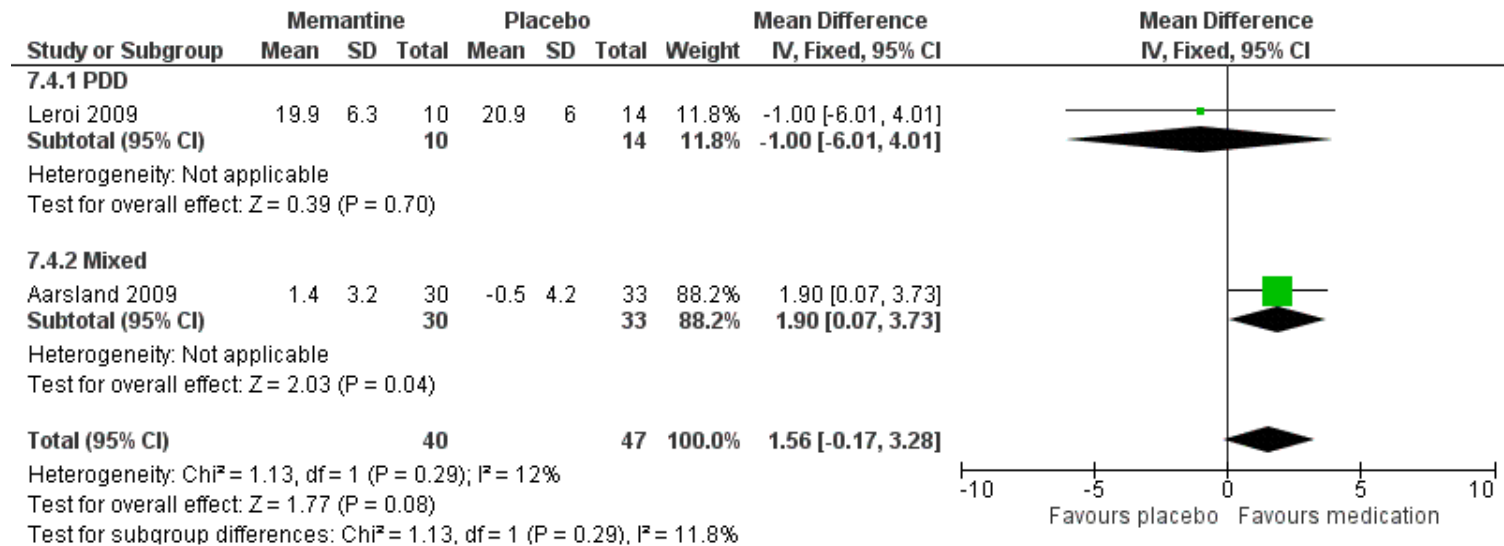 Memantine Placebo Mean Difference Mean Difference
Study or Subgroup Mean SD Total Mean SD Total Weight IV, Fixed, 95% CI IV, Fixed, 95% CI
7.4.1 PDD
Leroi 2009 19.9 6.3 10 20.9 6 14 11.8% -1.00 [-6.01, 4.01]
Subtotal (95% CI) 10 14 11.8% -1.00 [-6.01, 4.01]
Heterogeneity: Not applicable
Test for overall effect: Z = 0.39 (P = 0.70)
7.4.2 Mixed
Aarsland 2009 1.4 3.2 30 -0.5 4.2 33 88.2% 1.90 [0.07, 3.73]
Subtotal (95% CI) 30 33 88.2% 1.90 [0.07, 3.73]
Heterogeneity: Not applicable
Test for overall effect: Z = 2.03 (P = 0.04)
Total (95% CI) 40 47 100.0% 1.56 [-0.17, 3.28]
Heterogeneity: Chi² = 1.13, df = 1 (P = 0.29); I² = 12%
Test for overall effect: Z = 1.77 (P = 0.08)
Test for subgroup differences: Chi² = 1.13, df = 1 (P = 0.29), I² = 11.8%
-10 -5 0 5 10
Favours placebo Favours medication